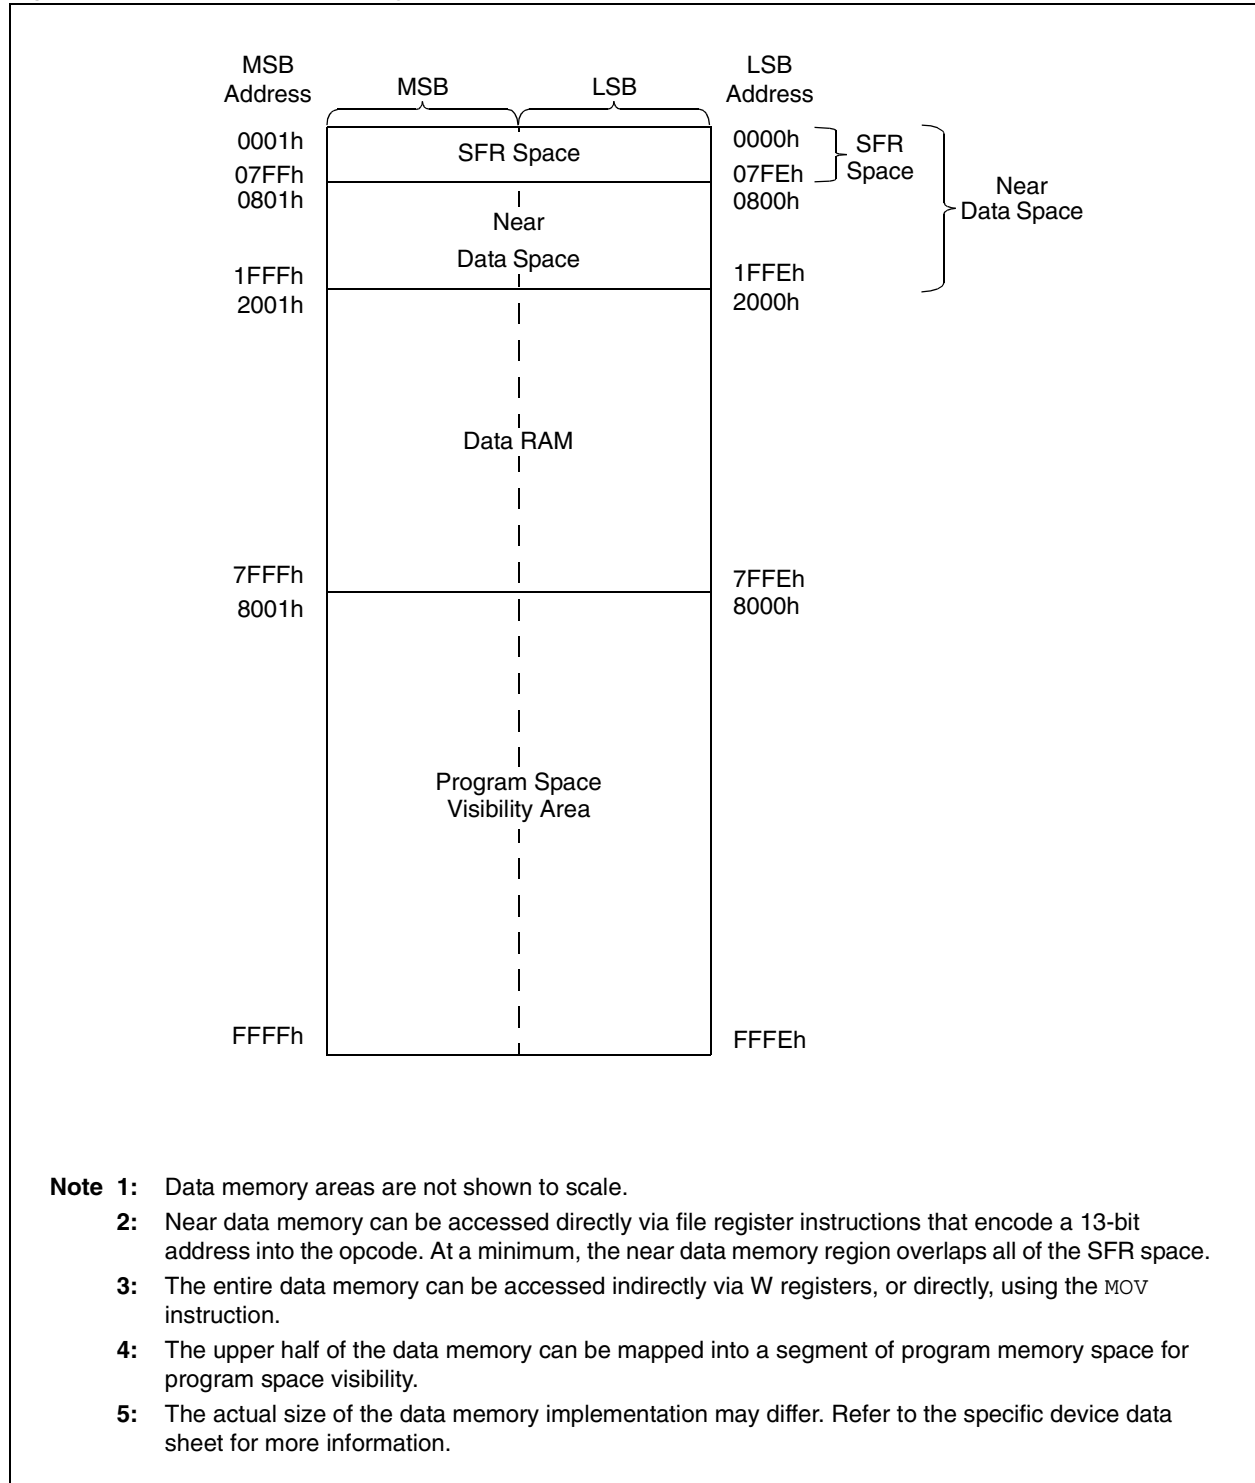 MSB
Address
MSB
LSB
LSB
Address
0001h
SFR Space
0000h
SFR
Space
07FFh
07FEh
0801h
0800h
Near
Data Space
Near
Data Space
1FFFh
1FFEh
2001h
2000h
Data RAM
7FFFh
7FFEh
8001h
8000h
Program Space
Visibility Area
FFFFh
FFFEh
Note 1: Data memory areas are not shown to scale.
2: Near data memory can be accessed directly via file register instructions that encode a 13-bit
address into the opcode. At a minimum, the near data memory region overlaps all of the SFR space.
3: The entire data memory can be accessed indirectly via W registers, or directly, using the MOV
instruction.
4: The upper half of the data memory can be mapped into a segment of program memory space for
program space visibility.
5: The actual size of the data memory implementation may differ. Refer to the specific device data
sheet for more information.